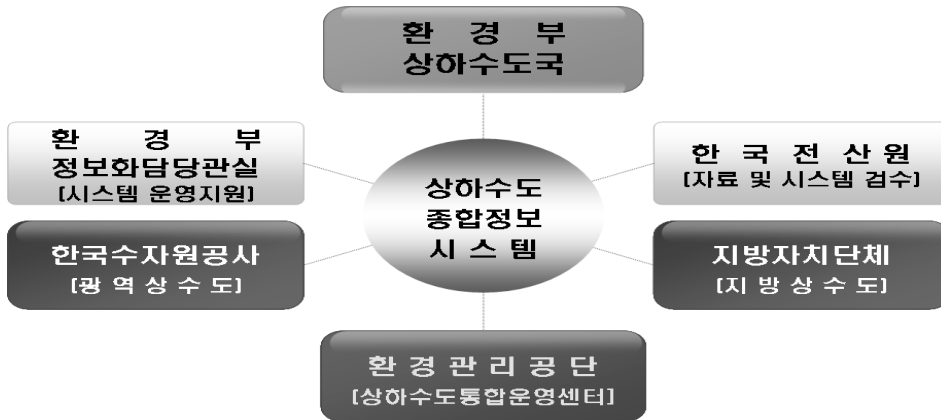 환 경 부
상하수도국
환 경 부
정보화담당관실
[시스템 운영지원]
한 국 전 산 원
[자료 및 시스템 검수]
상하수도
종합정보
시 스 템
한국수자원공사
[광 역 상 수 도]
지방자치단체
[지 방 상 수 도]
환 경 관 리 공 단
[상하수도통합운영센터]